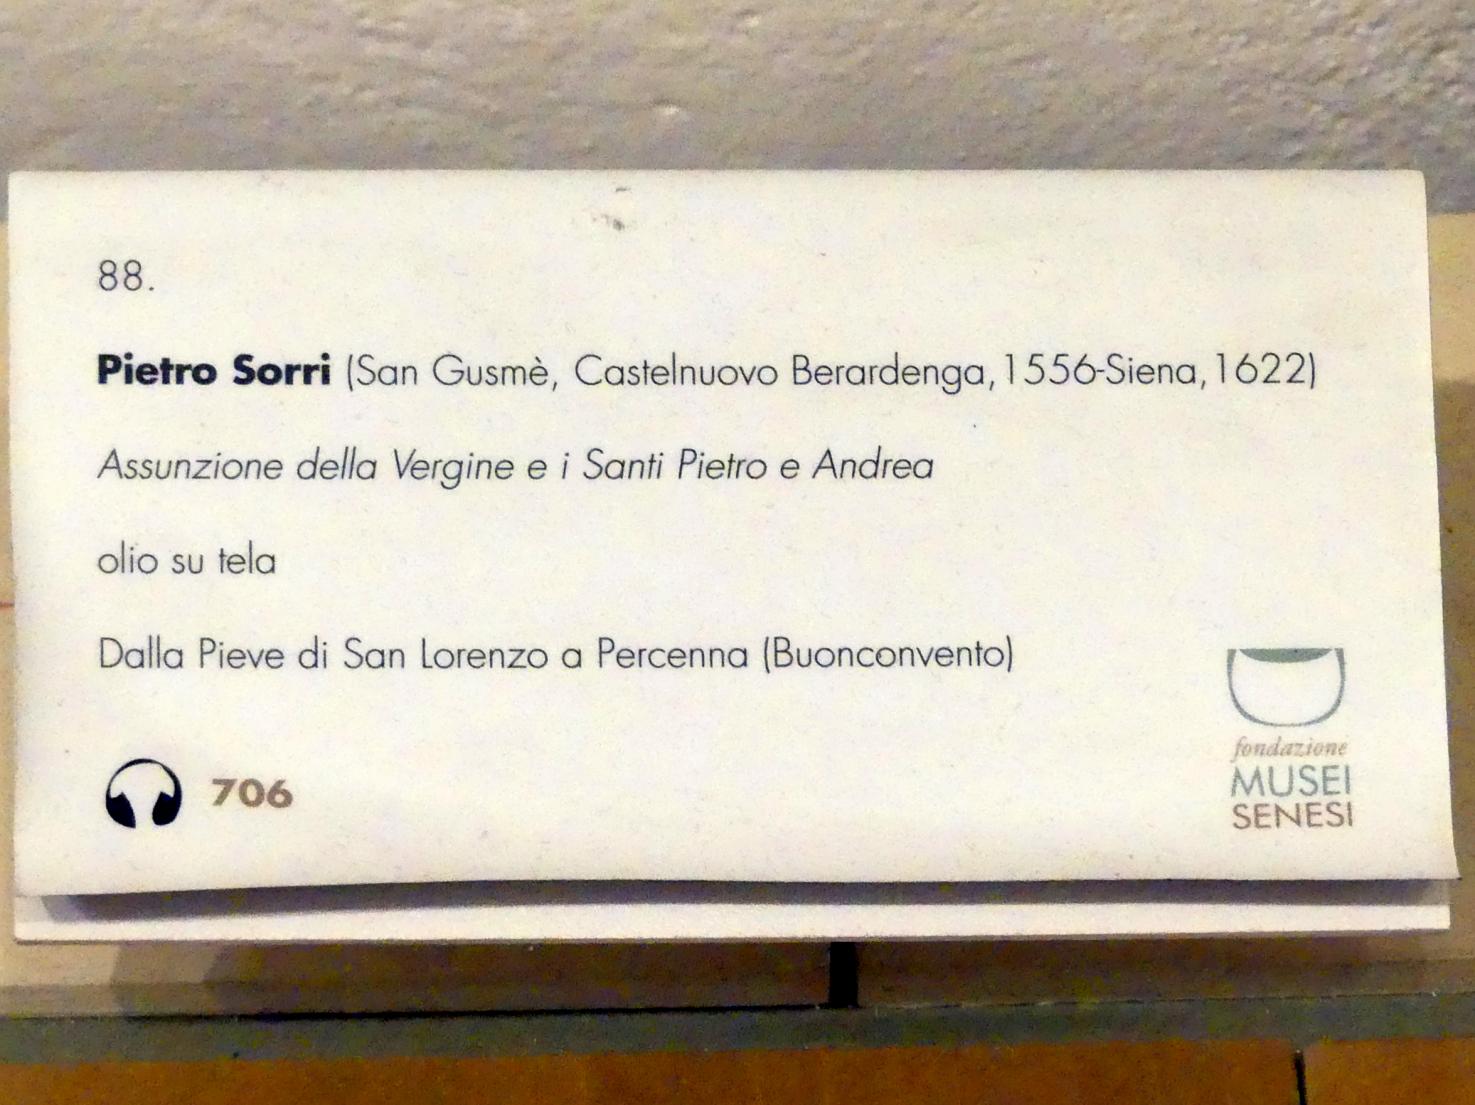 88.
Pietro Sorri (San Gusmè, Castelnuovo Berardenga, 1556-Siena, 1622)
Assunzione della Vergine e i Santi Pietro e Andrea
olio su tela
Dalla Pieve di San Lorenzo a Percenna (Buonconvento)
706
fondazione
MUSEI
SENESI